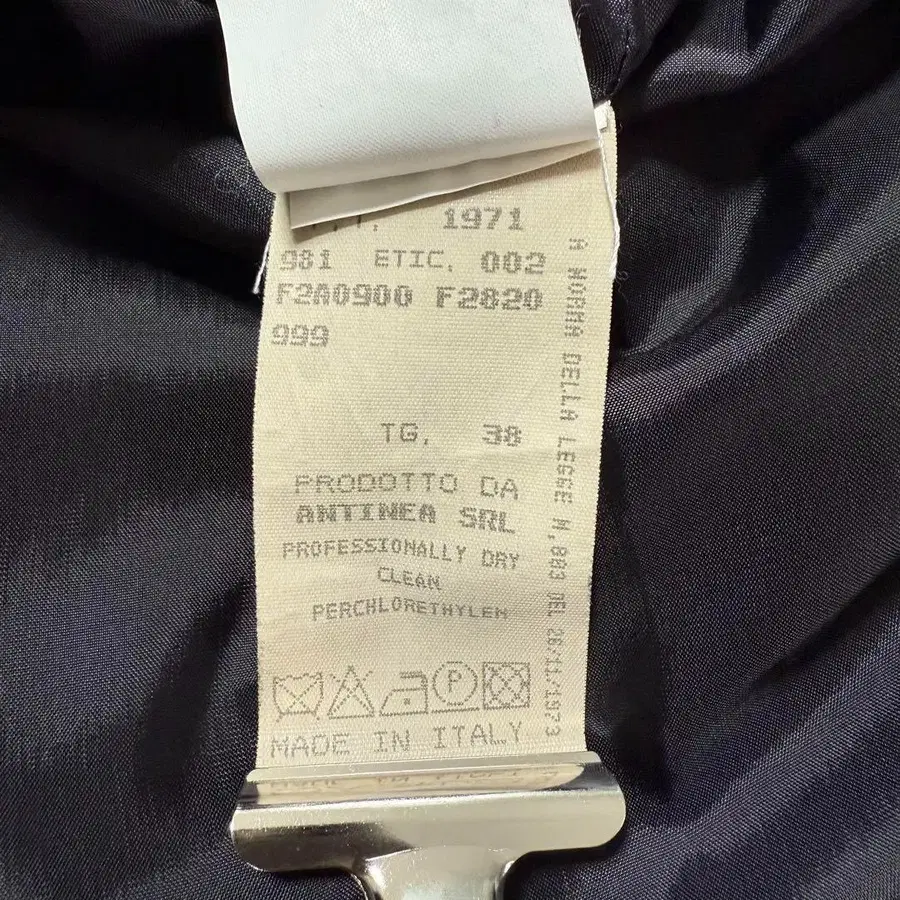 1971
981 ETIC. 002
F2A0900 F2820
999
TG. 38
PRODOTTO DA
ANTINEA SRL
PROFESSIONALLY DRY
CLEAN
PERCHLORETHYLEN
P
MADE IN ITALY
A NORMA DELLA LEGGE N.883 DEL 26/11/1973